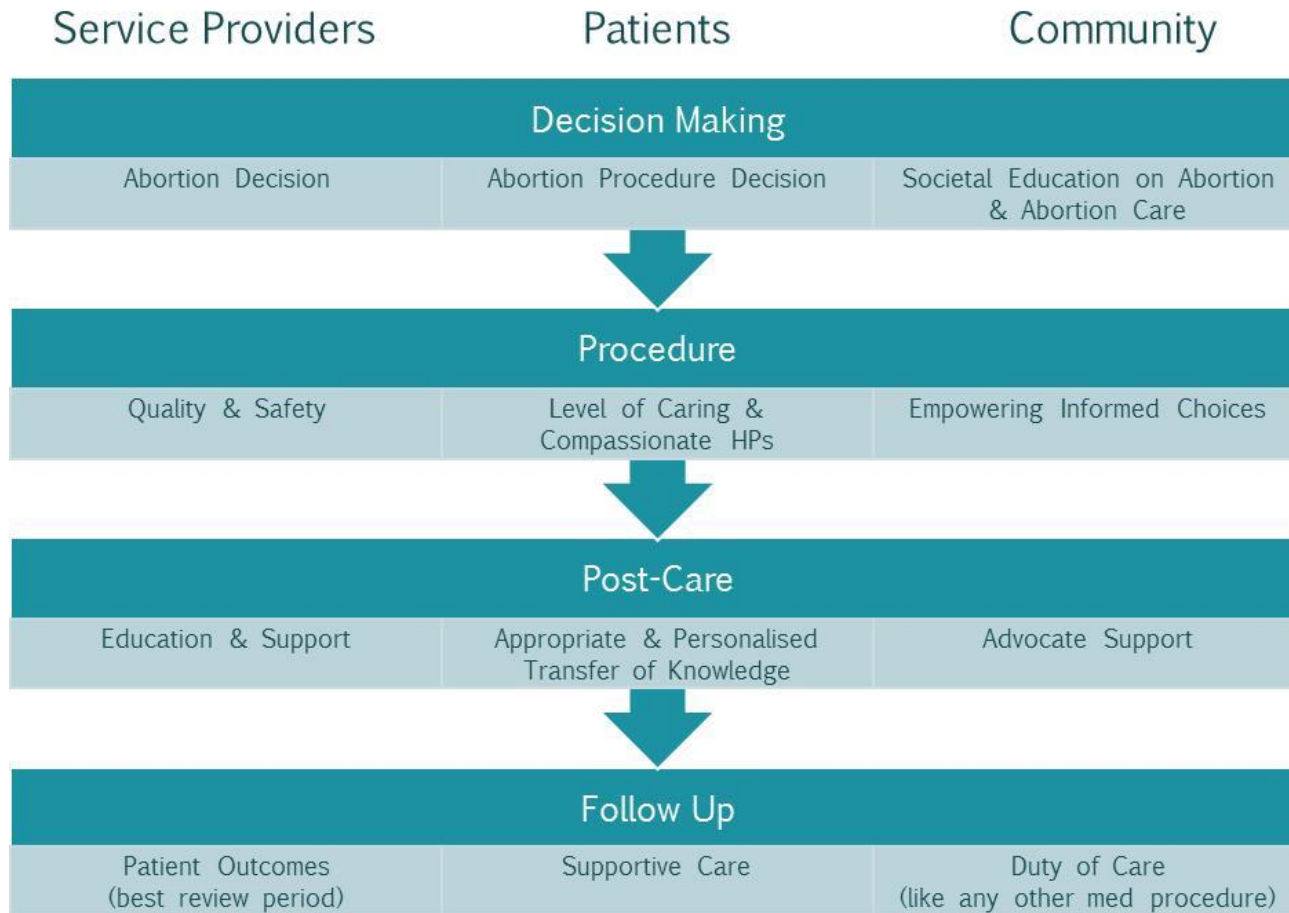 Service Providers Patients Community
Decision Making
Abortion Decision
Abortion Procedure Decision
Societal Education on Abortion
& Abortion Care
Procedure
Quality & Safety
Level of Caring &
Compassionate HPs
Empowering Informed Choices
Post-Care
Education & Support
Appropriate & Personalised
Transfer of Knowledge
Advocate Support
Follow Up
Patient Outcomes
(best review period)
Supportive Care
Duty of Care
(like any other med procedure)